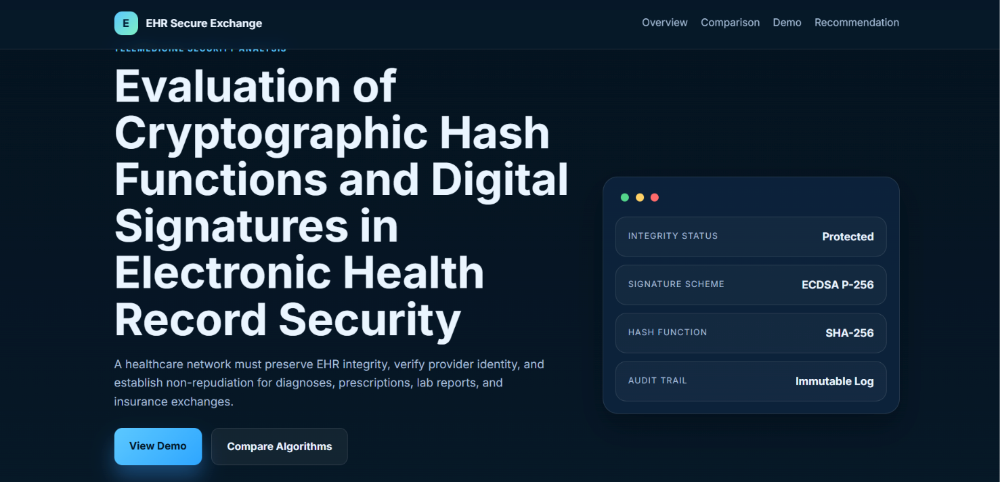 E
EHR Secure Exchange
Overview
Comparison
Demo
Recommendation
TELEMEDICINE SECURITY ANALYSIS
Evaluation of
Cryptographic Hash
Functions and Digital
Signatures in
Electronic Health
Record Security
A healthcare network must preserve EHR integrity, verify provider identity, and
establish non-repudiation for diagnoses, prescriptions, lab reports, and
insurance exchanges.
View Demo
Compare Algorithms
INTEGRITY STATUS
Protected
SIGNATURE SCHEME
ECDSA P-256
HASH FUNCTION
SHA-256
AUDIT TRAIL
Immutable Log